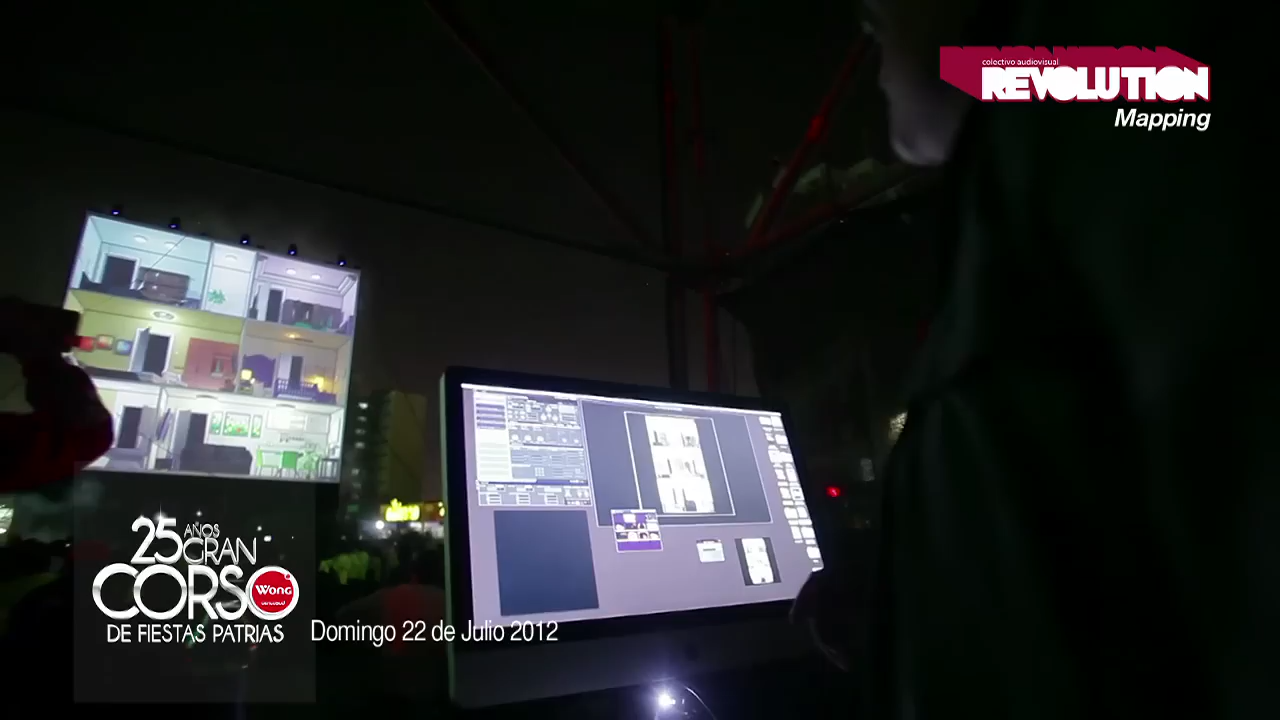 colectivo audiovisual
REVOLUTION
Mapping
25 AÑOS
GRAN
CORSO
Wong
DE FIESTAS PATRIAS
Domingo 22 de Julio 2012